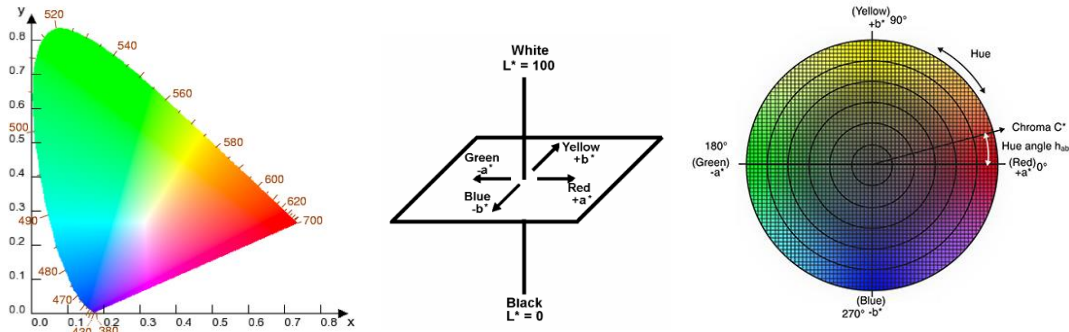 y
520
0.8
540
0.7
560
0.6
500
0.5
580
0.4
600
0.3
620
490
700
0.2
480
0.1
470
0.0
0.0 0.1 0.2 0.3 0.4 0.5 0.6 0.7 0.8 x
380
White
L* = 100
Green
-a*
Yellow
+b*
Blue
-b*
Red
+a*
Black
L* = 0
(Yellow)
+b* 90°
Hue
Chroma C*
Hue angle hab
180°
(Green)
-a*
(Red)
+a* 0°
(Blue)
270° -b*